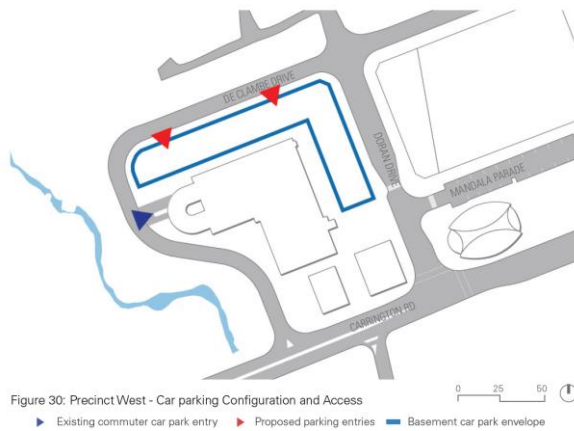 DE CLAMBE DRIVE
DORAN DRIVE
MANDALA PARADE
CARRINGTON RD
Figure 30: Precinct West - Car parking Configuration and Access
0 25 50
Existing commuter car park entry Proposed parking entries Basement car park envelope